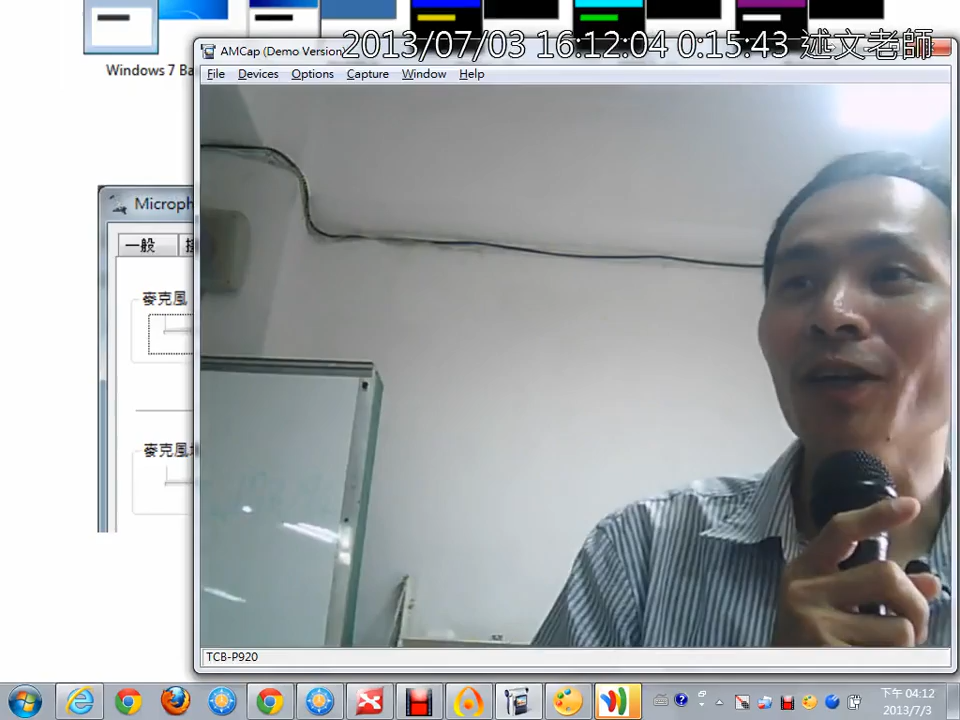 Windows 7 Ba
AMCap (Demo Version)
2013/07/03 16:12:04 0:15:43 述文老師
File Devices Options Capture Window Help
Microph
一般
麥克風
麥克風
TCB-P920
下午 04:12
2013/7/3